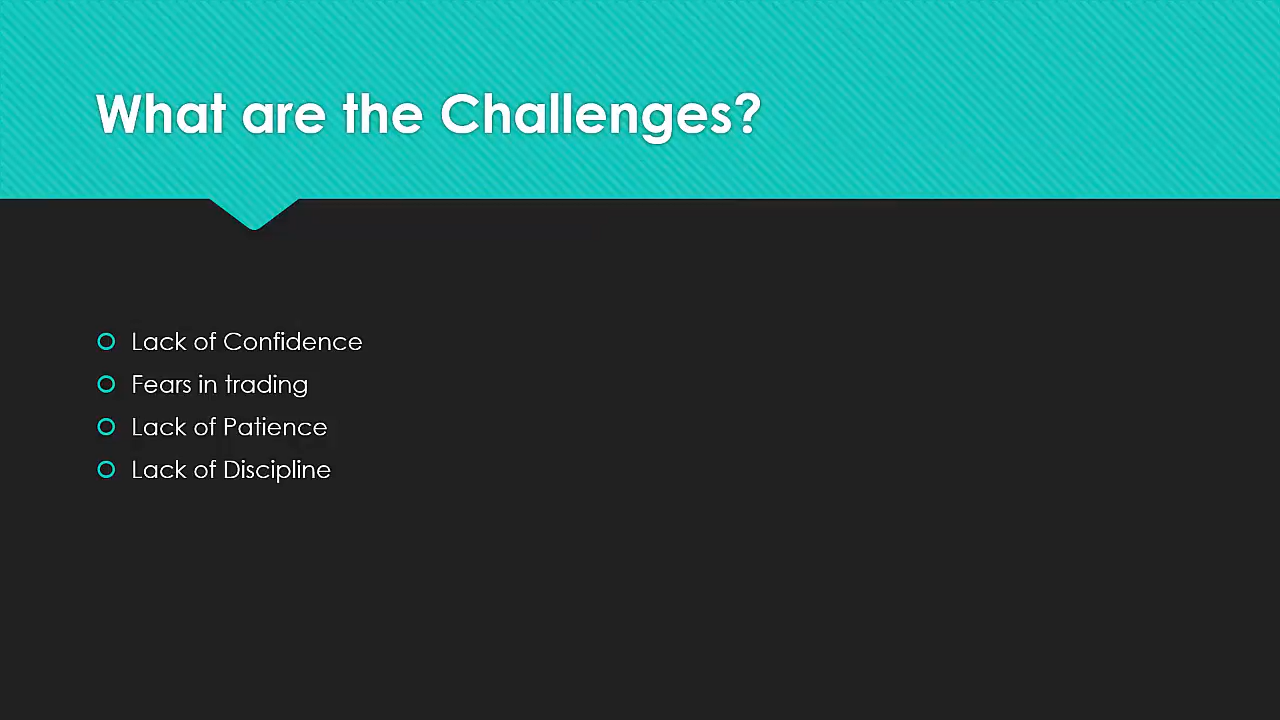 What are the Challenges?
Lack of Confidence
Fears in trading
Lack of Patience
Lack of Discipline